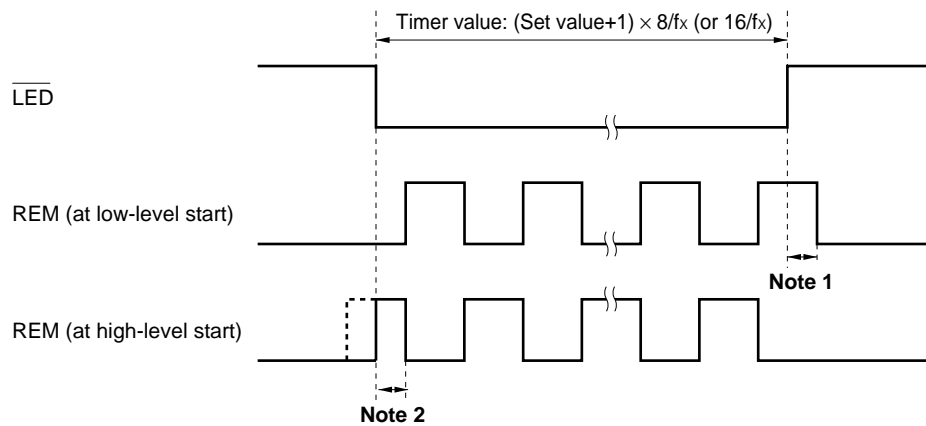 Timer value: (Set value+1) × 8/fx (or 16/fx)
LED
REM (at low-level start)
Note 1
REM (at high-level start)
Note 2